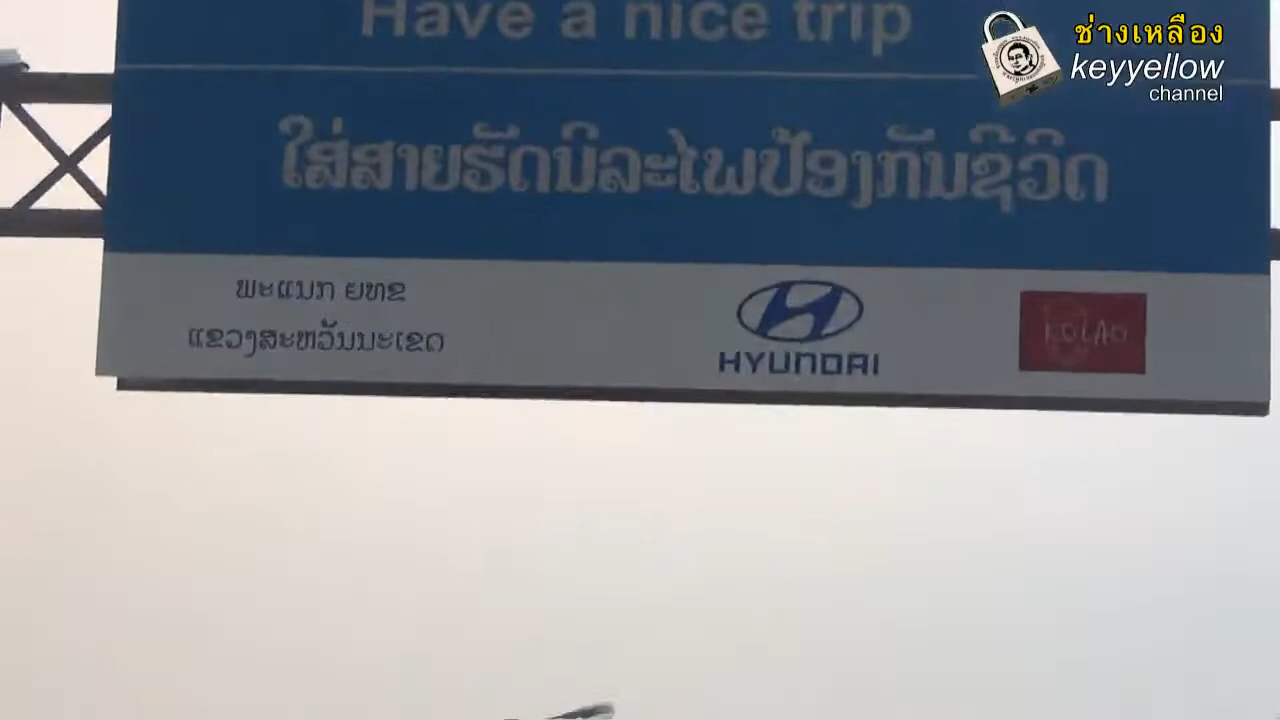 Have a nice trip
ช่างเหลือง
keyyellow
channel
ໃສ່ສາຍຮັດນິລະໄພປ້ອງກັນຊີວິດ
ພະແນກ ຍທຂ
ແຂວງສະຫວັນນະເຂດ
HYUNDAI
KOLAO